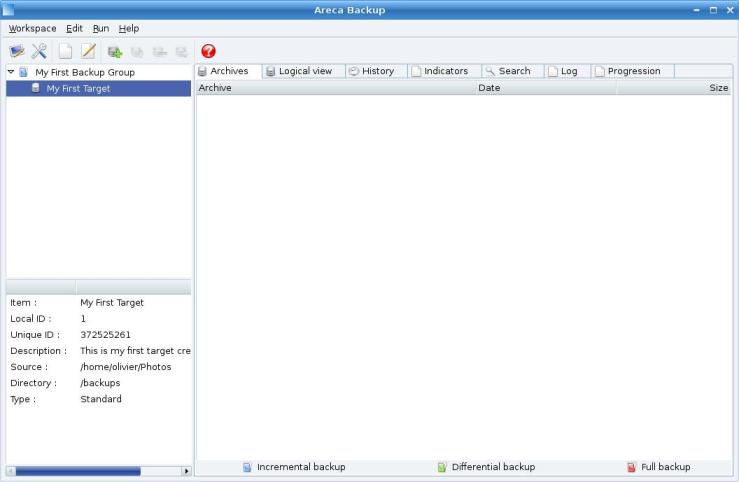 Areca Backup
Workspace Edit Run Help
My First Backup Group
My First Target
Archives Logical view History Indicators Search Log Progression
Archive Date Size
Item : My First Target
Local ID : 1
Unique ID : 372525261
Description : This is my first target cre
Source : /home/olivier/Photos
Directory : /backups
Type : Standard
Incremental backup Differential backup Full backup